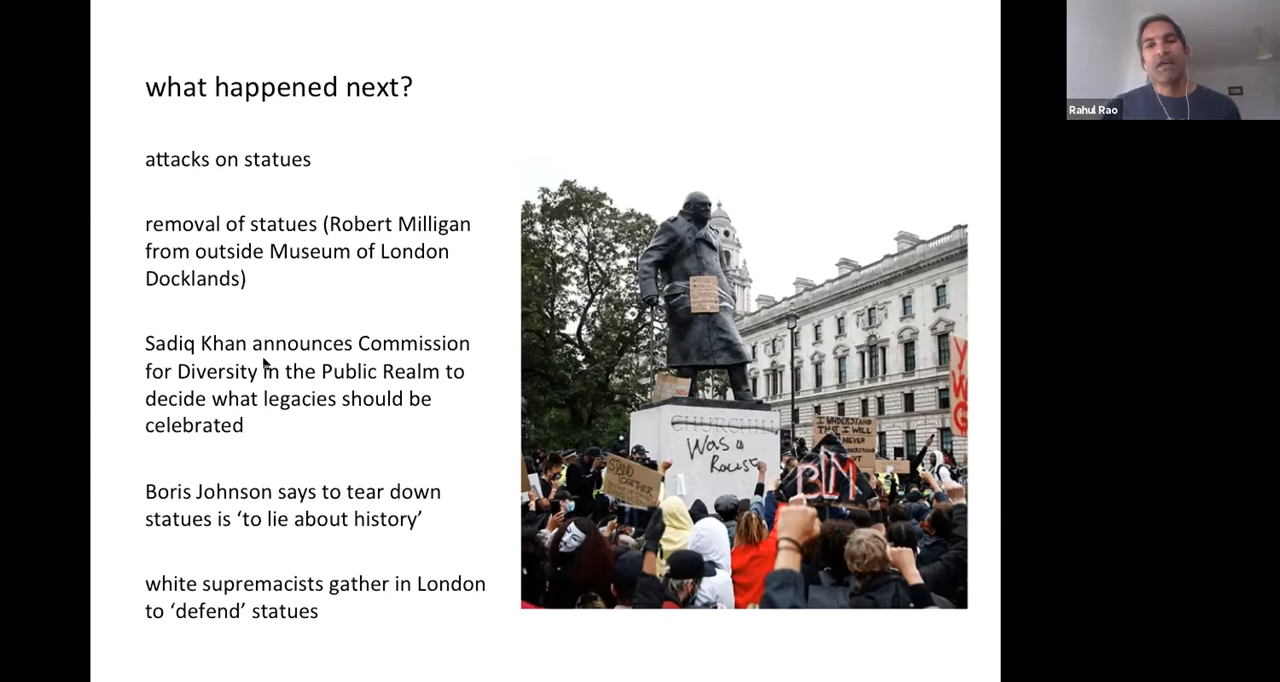 what happened next?
attacks on statues
removal of statues (Robert Milligan
from outside Museum of London
Docklands)
Sadiq Khan announces Commission
for Diversity in the Public Realm to
decide what legacies should be
celebrated
Boris Johnson says to tear down
statues is ‘to lie about history’
white supremacists gather in London
to ‘defend’ statues
CHURCHILL
Was a
Racist
STAND
TOGETHER
I UNDERSTAND
THAT I WILL
NEVER
BLM
Rahul Rao